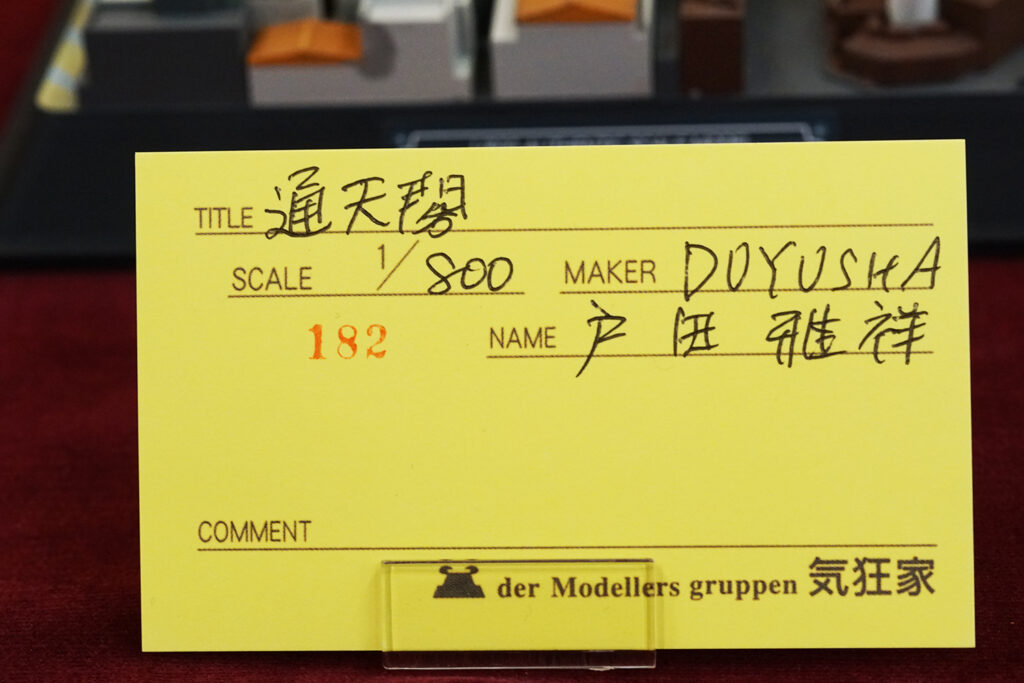 TITLE 通天閣
SCALE 1/800 MAKER DOYUSHA
182 NAME 戸田 雅祥
COMMENT
der Modellers gruppen 気狂家